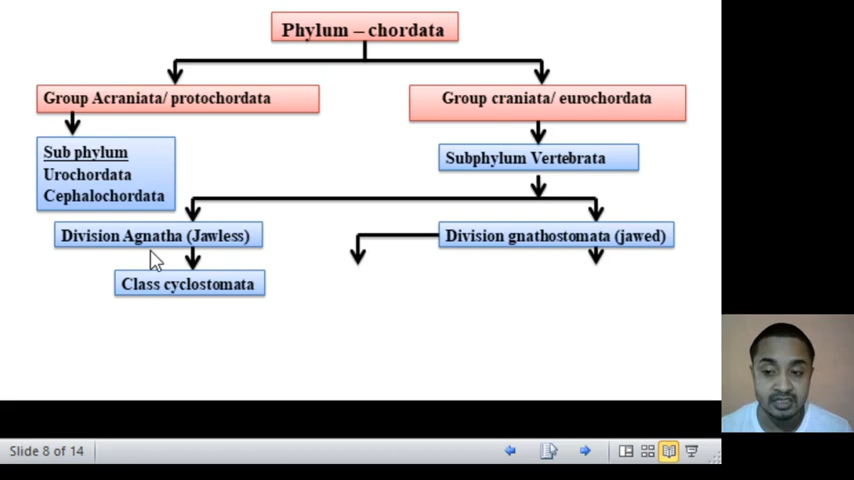 Phylum – chordata
Group Acraniata/ protochordata
Group craniata/ eurochordata
Sub phylum
Urochordata
Cephalochordata
Subphylum Vertebrata
Division Agnatha (Jawless)
Division gnathostomata (jawed)
Class cyclostomata
Slide 8 of 14